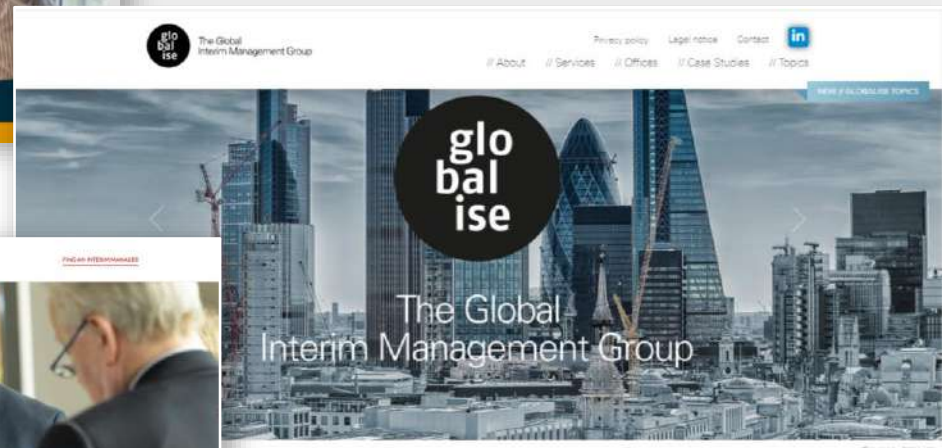 glo
bal
ise
The Global
Interim Management Group
Privacy policy Legal notice Contact in
// About // Services // Offices // Case Studies // Topics
NEW // GLOBALISE TOPICS
glo
bal
ise
The Global
Interim Management Group
FIND AN INTERIM MANAGER